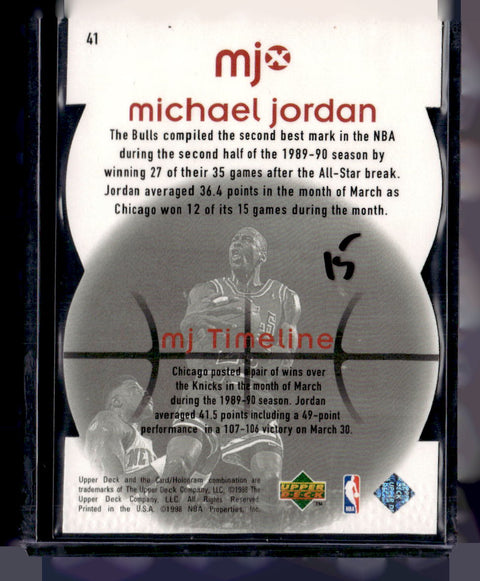 41
mjx
michael jordan
The Bulls compiled the second best mark in the NBA
during the second half of the 1989-90 season by
winning 27 of their 35 games after the All-Star break.
Jordan averaged 36.4 points in the month of March as
Chicago won 12 of its 15 games during the month.
15
mj Timeline
Chicago posted a pair of wins over
the Knicks in the month of March
during the 1989-90 season. Jordan
averaged 41.5 points including a 49-point
performance in a 107-106 victory on March 30.
Upper Deck and the Card/Hologram combination are
trademarks of The Upper Deck Company, LLC. ©1998 The
Upper Deck Company, LLC. All Rights Reserved.
Printed in the U.S.A. ©1998 NBA Properties, Inc.
UPPER
DECK
TM
NBA